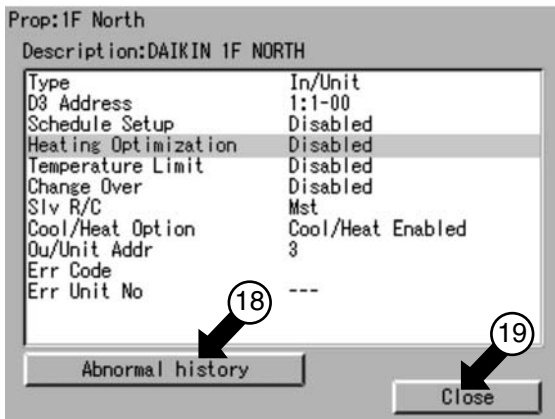 Prop:1F North
Description:DAIKIN 1F NORTH
Type In/Unit
D3 Address 1:1-00
Schedule Setup Disabled
Heating Optimization Disabled
Temperature Limit Disabled
Change Over Disabled
Slv R/C Mst
Cool/Heat Option Cool/Heat Enabled
Ou/Unit Addr 3
Err Code
Err Unit No ---
18
19
Abnormal history
Close